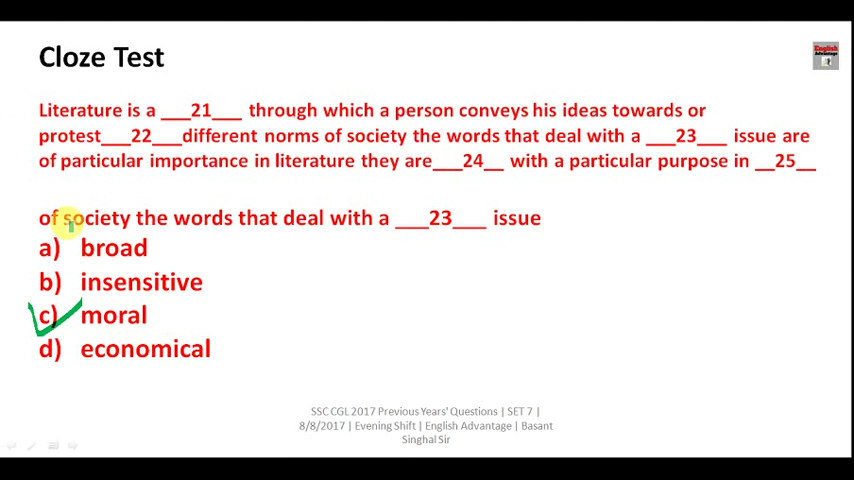 Cloze Test
English
Advantage
Literature is a ___21___ through which a person conveys his ideas towards or
protest___22___different norms of society the words that deal with a ___23___ issue are
of particular importance in literature they are___24__ with a particular purpose in __25__
of society the words that deal with a ___23___ issue
a) broad
b) insensitive
c) moral
d) economical
SSC CGL 2017 Previous Years' Questions | SET 7 |
8/8/2017 | Evening Shift | English Advantage | Basant
Singhal Sir